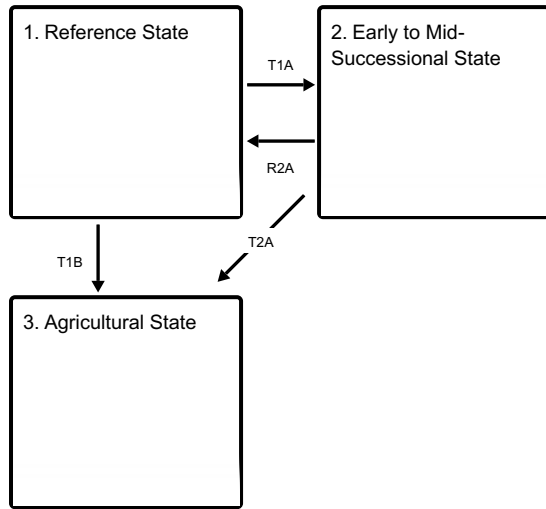 1. Reference State
2. Early to Mid-
Successional State
T1A
R2A
T1B
T2A
3. Agricultural State